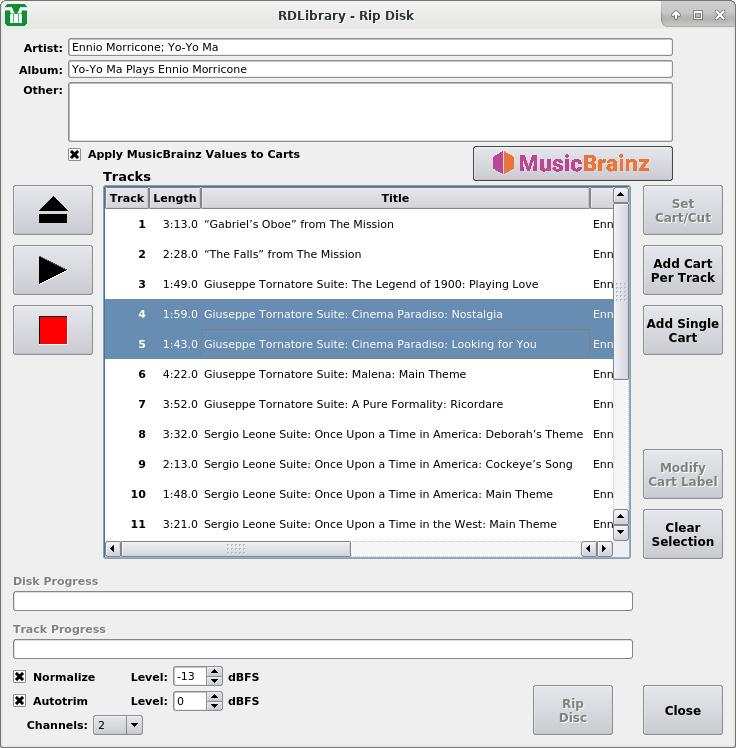 RDLibrary - Rip Disk
Artist: Ennio Morricone; Yo-Yo Ma
Album: Yo-Yo Ma Plays Ennio Morricone
Other:
Apply MusicBrainz Values to Carts
MusicBrainz
Tracks
Track Length Title
1 3:13.0 “Gabriel’s Oboe” from The Mission Enn
2 2:28.0 “The Falls” from The Mission Enn
3 1:49.0 Giuseppe Tornatore Suite: The Legend of 1900: Playing Love Enn
4 1:59.0 Giuseppe Tornatore Suite: Cinema Paradiso: Nostalgia Enn
5 1:43.0 Giuseppe Tornatore Suite: Cinema Paradiso: Looking for You Enn
6 4:22.0 Giuseppe Tornatore Suite: Malena: Main Theme Enn
7 3:52.0 Giuseppe Tornatore Suite: A Pure Formality: Ricordare Enn
8 3:32.0 Sergio Leone Suite: Once Upon a Time in America: Deborah’s Theme Enn
9 2:13.0 Sergio Leone Suite: Once Upon a Time in America: Cockeye’s Song Enn
10 1:48.0 Sergio Leone Suite: Once Upon a Time in America: Main Theme Enn
11 3:21.0 Sergio Leone Suite: Once Upon a Time in the West: Main Theme Enn
Set
Cart/Cut
Add Cart
Per Track
Add Single
Cart
Modify
Cart Label
Clear
Selection
Disk Progress
Track Progress
Normalize Level: -13 dBFS
Autotrim Level: 0 dBFS
Channels: 2
Rip
Disc
Close